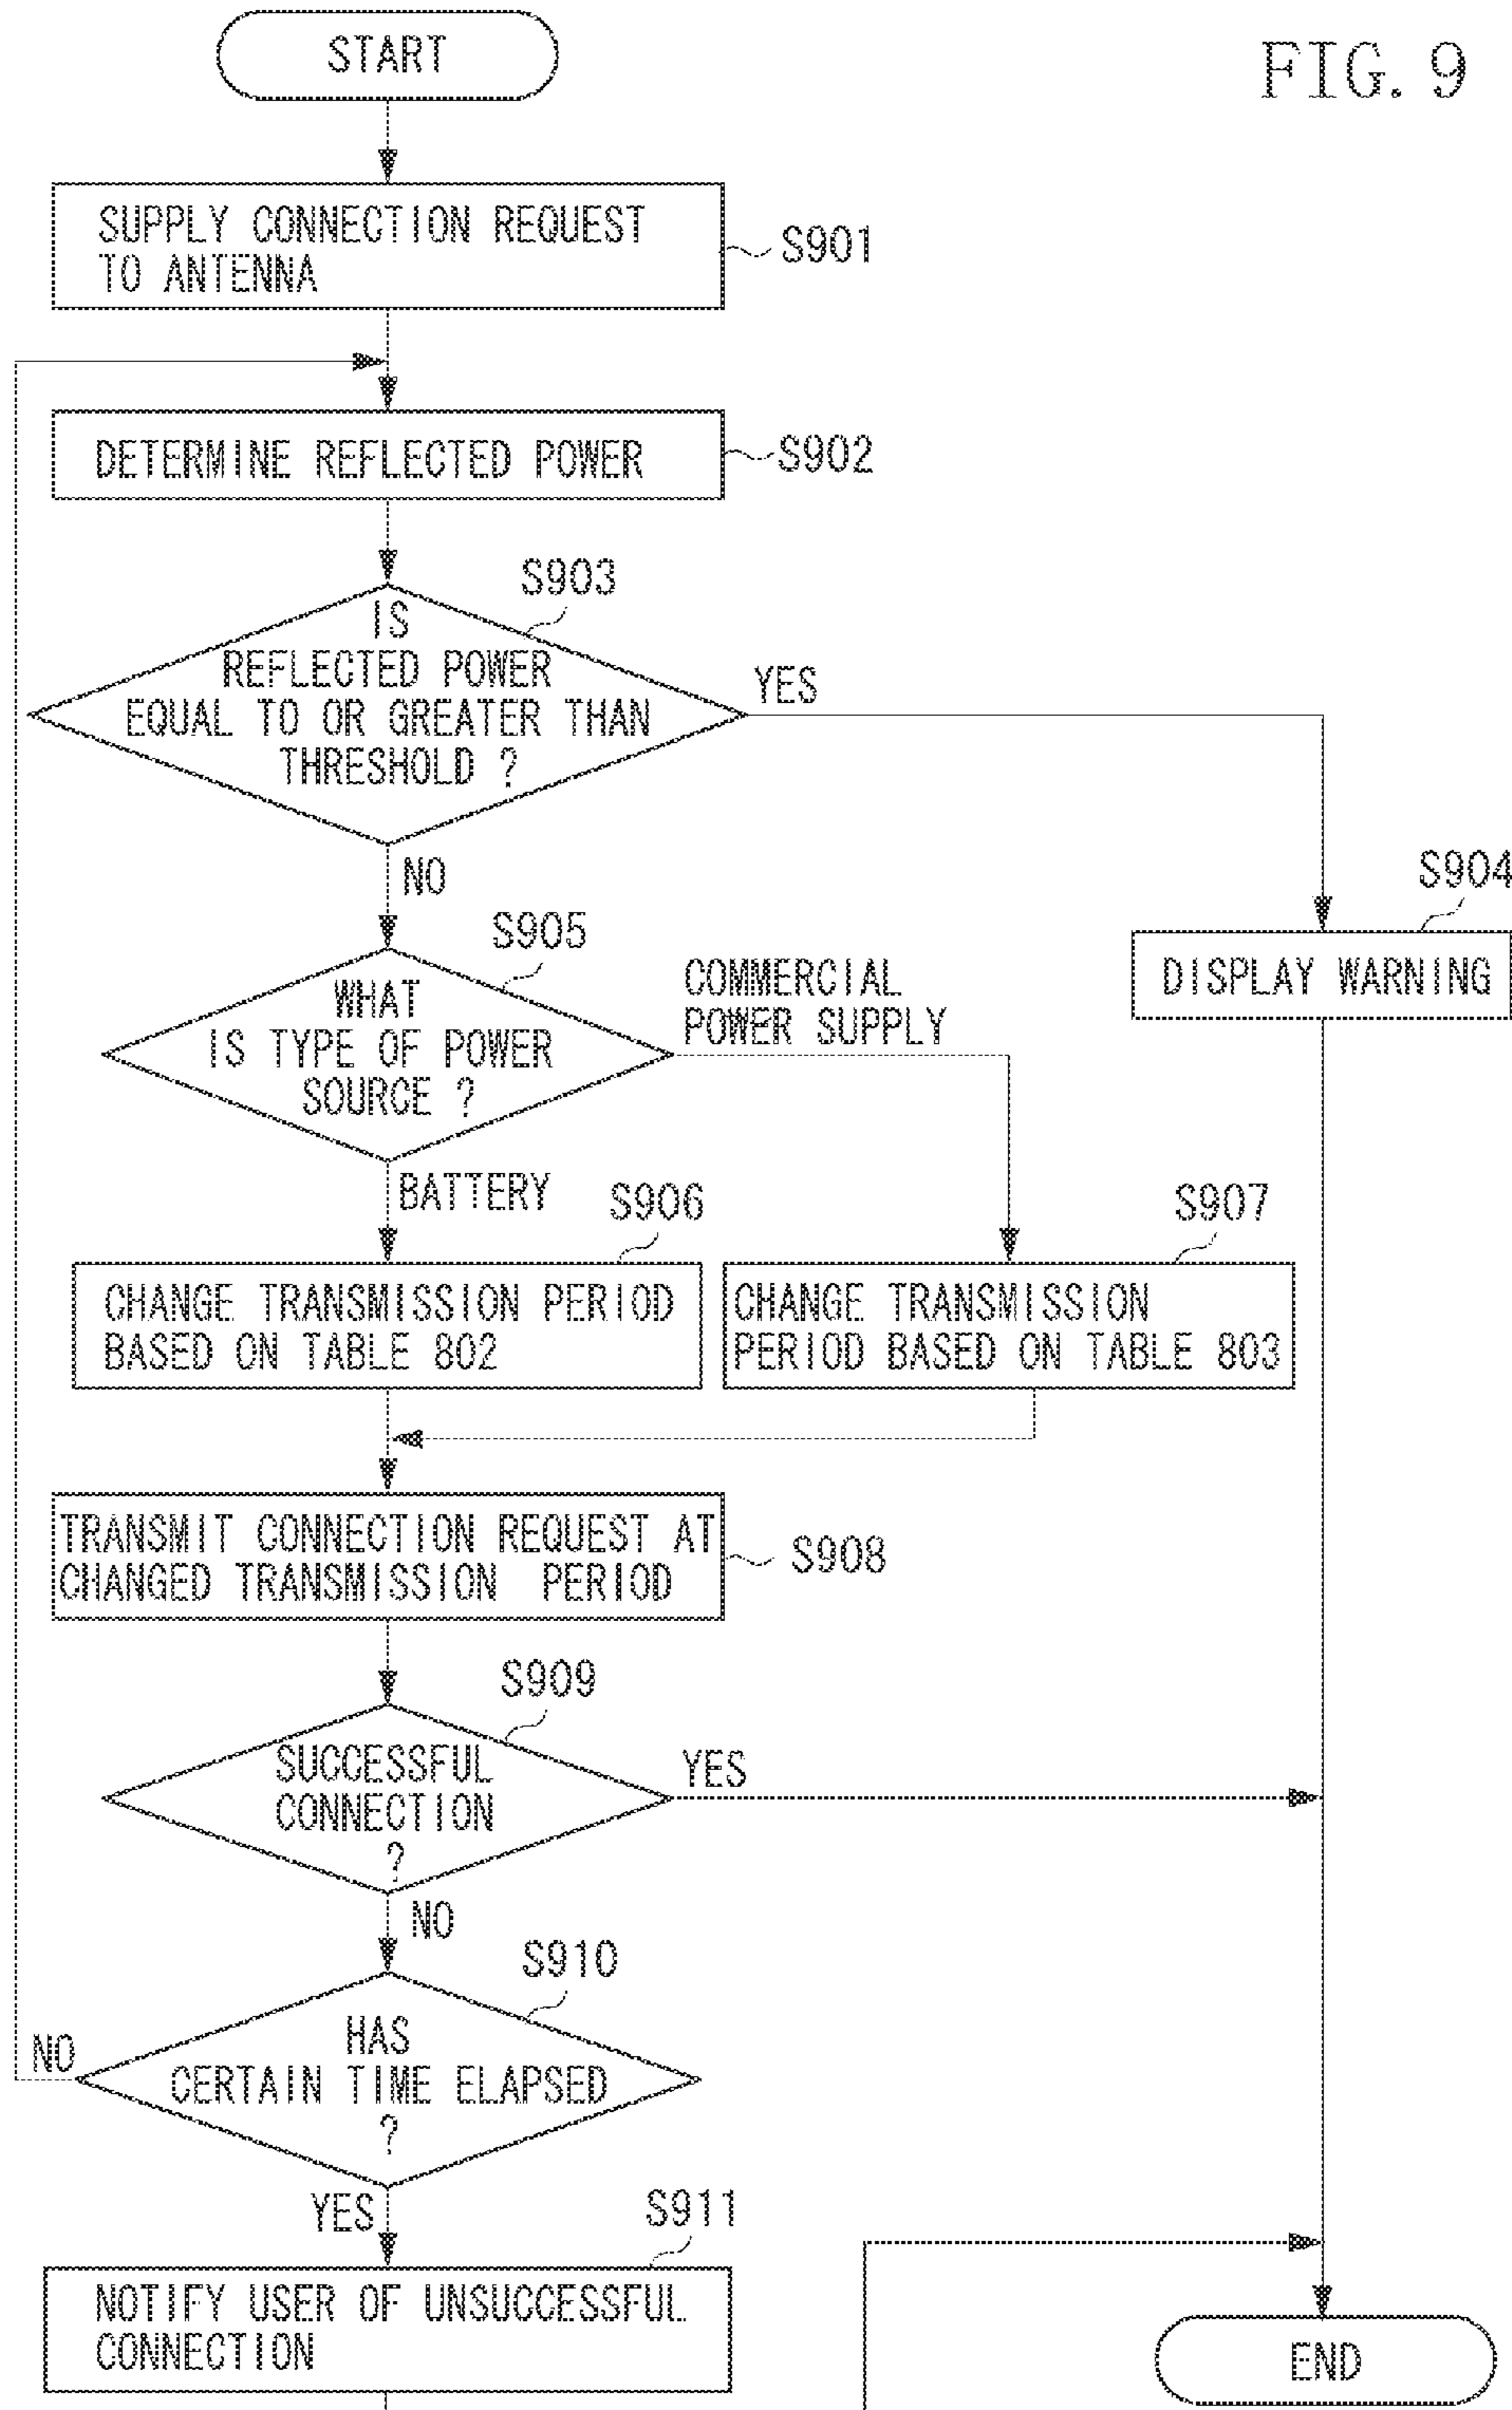 FIG. 9
START
SUPPLY CONNECTION REQUEST
TO ANTENNA
S901
DETERMINE REFLECTED POWER
S902
S903
IS
REFLECTED POWER
EQUAL TO OR GREATER THAN
THRESHOLD ?
YES
NO
S904
DISPLAY WARNING
S905
WHAT
IS TYPE OF POWER
SOURCE ?
COMMERCIAL
POWER SUPPLY
BATTERY
S906
CHANGE TRANSMISSION PERIOD
BASED ON TABLE 802
S907
CHANGE TRANSMISSION
PERIOD BASED ON TABLE 803
TRANSMIT CONNECTION REQUEST AT
CHANGED TRANSMISSION PERIOD
S908
S909
SUCCESSFUL
CONNECTION
?
YES
NO
S910
HAS
CERTAIN TIME ELAPSED
?
NO
YES
S911
NOTIFY USER OF UNSUCCESSFUL
CONNECTION
END